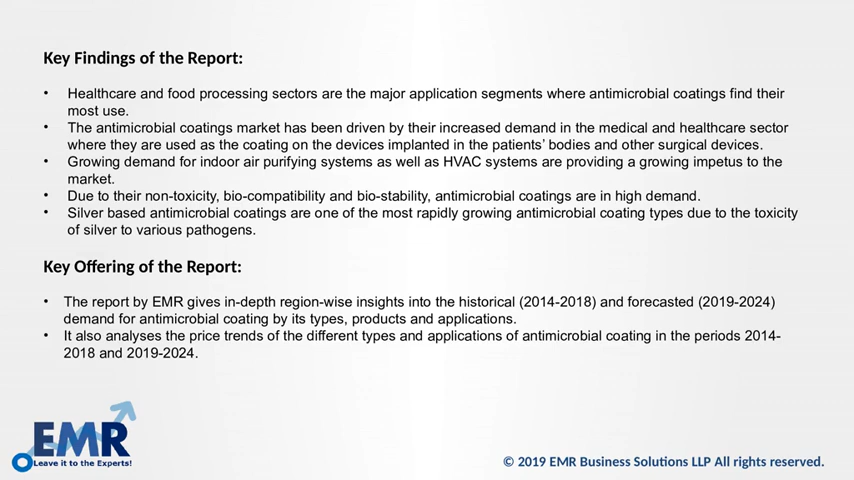 Key Findings of the Report:
• Healthcare and food processing sectors are the major application segments where antimicrobial coatings find their
most use.
• The antimicrobial coatings market has been driven by their increased demand in the medical and healthcare sector
where they are used as the coating on the devices implanted in the patients’ bodies and other surgical devices.
• Growing demand for indoor air purifying systems as well as HVAC systems are providing a growing impetus to the
market.
• Due to their non-toxicity, bio-compatibility and bio-stability, antimicrobial coatings are in high demand.
• Silver based antimicrobial coatings are one of the most rapidly growing antimicrobial coating types due to the toxicity
of silver to various pathogens.
Key Offering of the Report:
• The report by EMR gives in-depth region-wise insights into the historical (2014-2018) and forecasted (2019-2024)
demand for antimicrobial coating by its types, products and applications.
• It also analyses the price trends of the different types and applications of antimicrobial coating in the periods 2014-
2018 and 2019-2024.
EMR
Leave it to the Experts!
© 2019 EMR Business Solutions LLP All rights reserved.